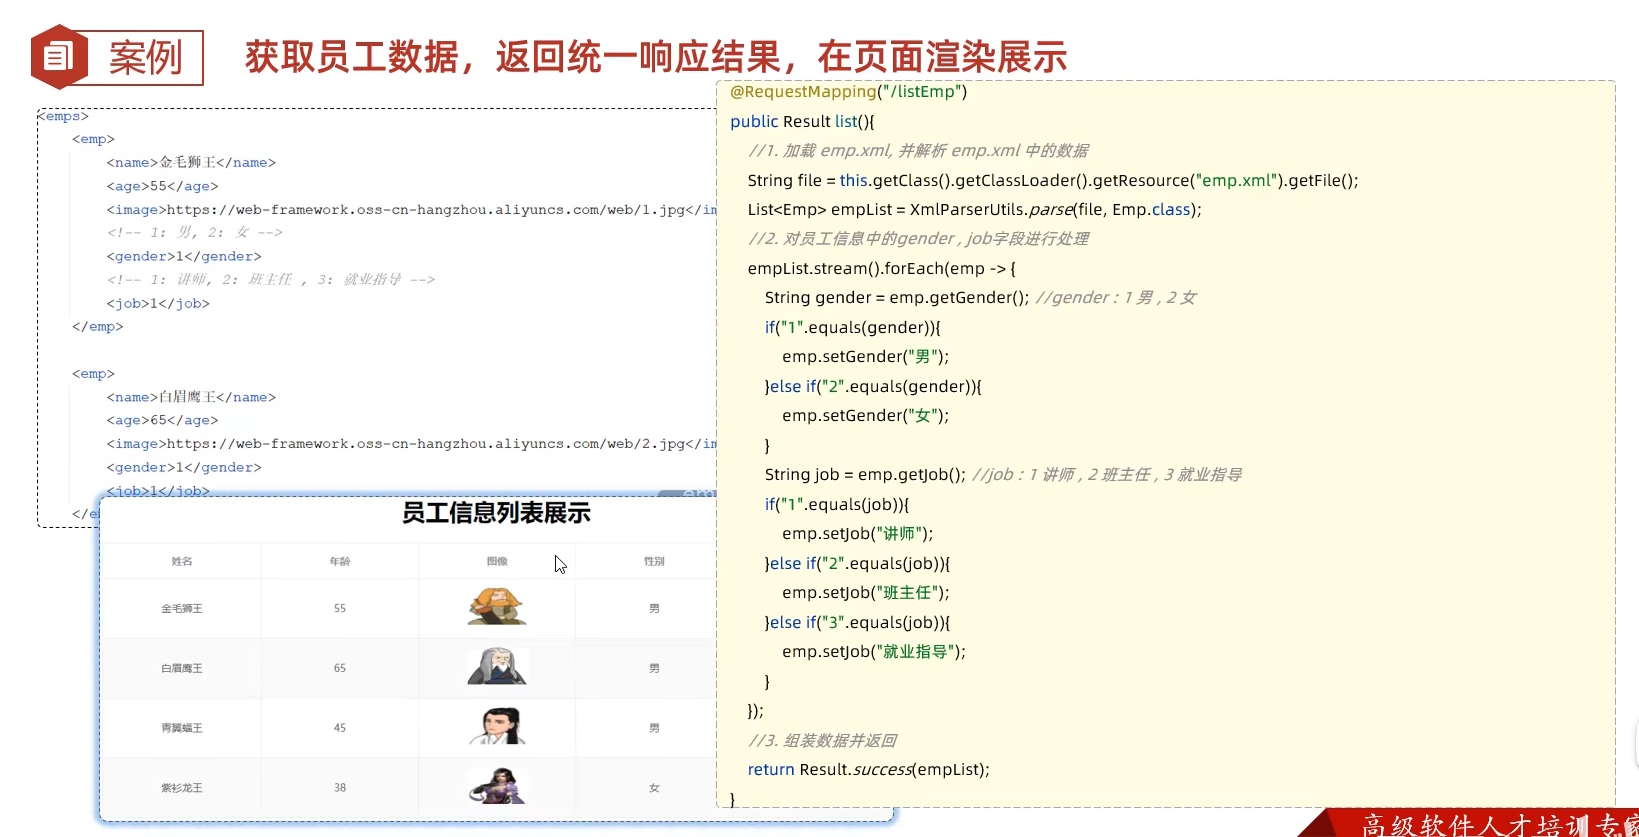 案例
获取员工数据，返回统一响应结果，在页面渲染展示
<emps>
<emp>
<name>金毛狮王</name>
<age>55</age>
<image>https://web-framework.oss-cn-hangzhou.aliyuncs.com/web/1.jpg</im
<!-- 1: 男, 2: 女 -->
<gender>1</gender>
<!-- 1: 讲师, 2: 班主任 , 3: 就业指导 -->
<job>1</job>
</emp>
<emp>
<name>白眉鹰王</name>
<age>65</age>
<image>https://web-framework.oss-cn-hangzhou.aliyuncs.com/web/2.jpg</im
<gender>1</gender>
<job>1</job>
</e
员工信息列表展示
姓名 年龄 图像 性别
金毛狮王 55 男
白眉鹰王 65 男
青翼蝠王 45 男
紫衫龙王 38 女
@RequestMapping("/listEmp")
public Result list(){
//1. 加载 emp.xml, 并解析 emp.xml 中的数据
String file = this.getClass().getClassLoader().getResource("emp.xml").getFile();
List<Emp> empList = XmlParserUtils.parse(file, Emp.class);
//2. 对员工信息中的gender , job字段进行处理
empList.stream().forEach(emp -> {
String gender = emp.getGender(); //gender : 1 男 , 2 女
if("1".equals(gender)){
emp.setGender("男");
}else if("2".equals(gender)){
emp.setGender("女");
}
String job = emp.getJob(); //job : 1 讲师 , 2 班主任 , 3 就业指导
if("1".equals(job)){
emp.setJob("讲师");
}else if("2".equals(job)){
emp.setJob("班主任");
}else if("3".equals(job)){
emp.setJob("就业指导");
}
});
//3. 组装数据并返回
return Result.success(empList);
}
高级软件人才培训专家